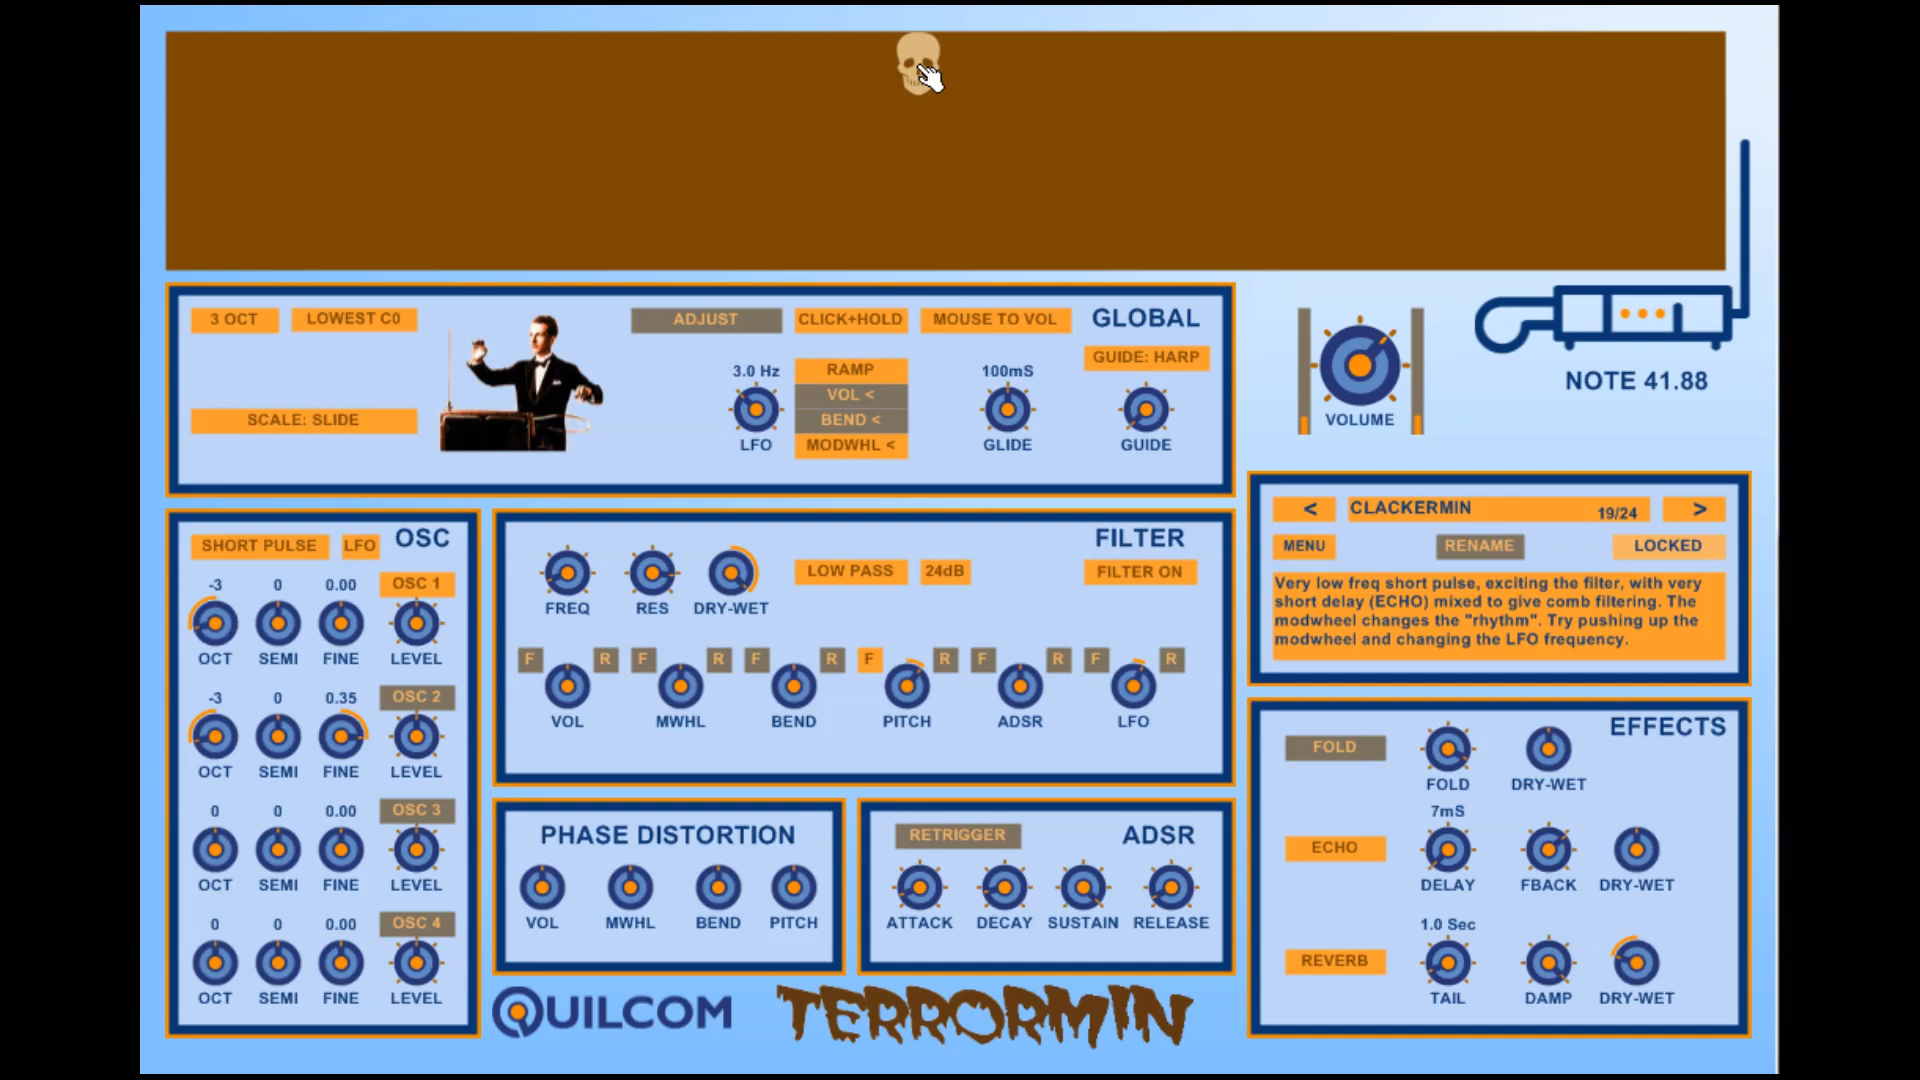 3 OCT LOWEST C0 ADJUST CLICK+HOLD MOUSE TO VOL GLOBAL
GUIDE: HARP
3.0 Hz RAMP 100mS
VOL <
SCALE: SLIDE BEND <
LFO MODWHL < GLIDE GUIDE
VOLUME
NOTE 41.88
< CLACKERMIN 19/24 >
MENU RENAME LOCKED
Very low freq short pulse, exciting the filter, with very
short delay (ECHO) mixed to give comb filtering. The
modwheel changes the "rhythm". Try pushing up the
modwheel and changing the LFO frequency.
SHORT PULSE LFO OSC
-3 0 0.00 OSC 1
OCT SEMI FINE LEVEL
-3 0 0.35 OSC 2
OCT SEMI FINE LEVEL
0 0 0.00 OSC 3
OCT SEMI FINE LEVEL
0 0 0.00 OSC 4
OCT SEMI FINE LEVEL
FILTER
LOW PASS 24dB FILTER ON
FREQ RES DRY-WET
F R F R F R F R F R F R
VOL MWHL BEND PITCH ADSR LFO
PHASE DISTORTION
VOL MWHL BEND PITCH
RETRIGGER ADSR
ATTACK DECAY SUSTAIN RELEASE
EFFECTS
FOLD
FOLD DRY-WET
7mS
ECHO
DELAY FBACK DRY-WET
1.0 Sec
REVERB
TAIL DAMP DRY-WET
QUILCOM TERRORMIN